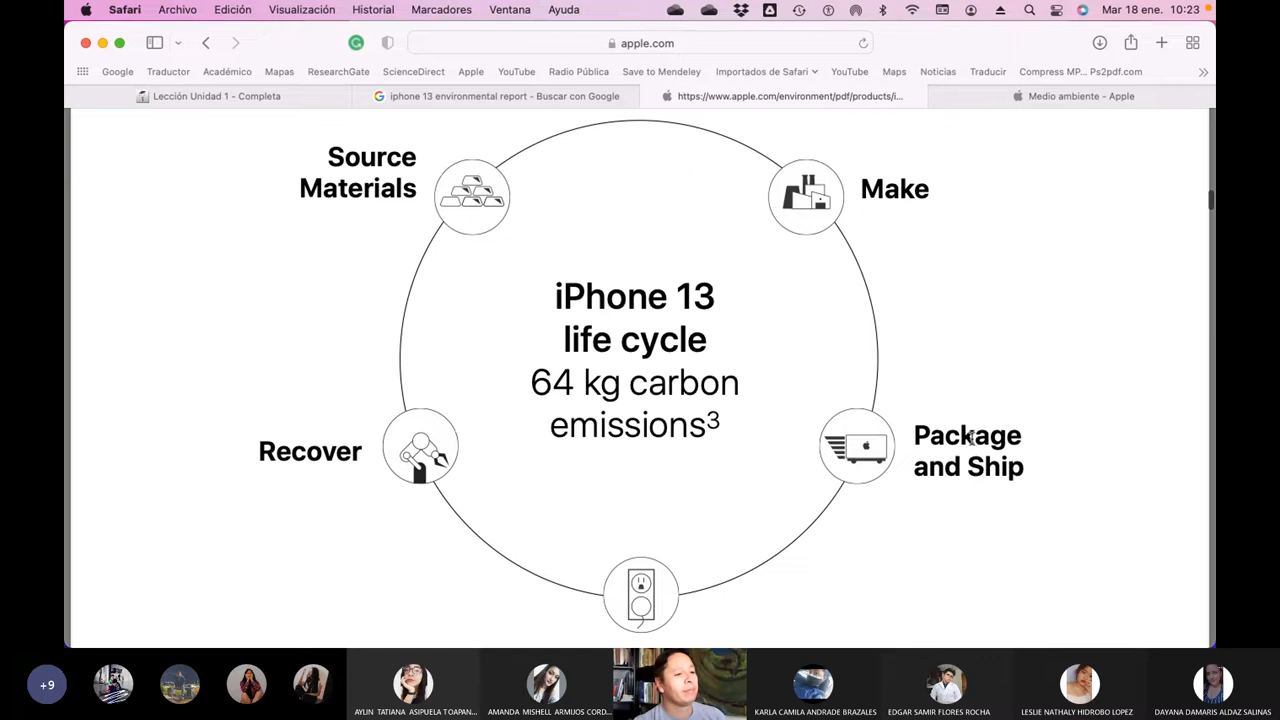 Safari Archivo Edición Visualización Historial Marcadores Ventana Ayuda Mar 18 ene. 10:23
apple.com
Google Traductor Académico Mapas ResearchGate ScienceDirect Apple YouTube Radio Pública Save to Mendeley Importados de Safari YouTube Maps Noticias Traducir Compress MP... Ps2pdf.com
Lección Unidad 1 - Completa
iphone 13 environmental report - Buscar con Google
https://www.apple.com/environment/pdf/products/i...
Medio ambiente - Apple
Source
Materials
Make
iPhone 13
life cycle
64 kg carbon
emissions³
Recover
Package
and Ship
+9
AYLIN TATIANA ASIPUELA TOAPAN...
AMANDA MISHELL ARMIJOS CORD...
KARLA CAMILA ANDRADE BRAZALES
EDGAR SAMIR FLORES ROCHA
LESLIE NATHALY HIDROBO LOPEZ
DAYANA DAMARIS ALDAZ SALINAS